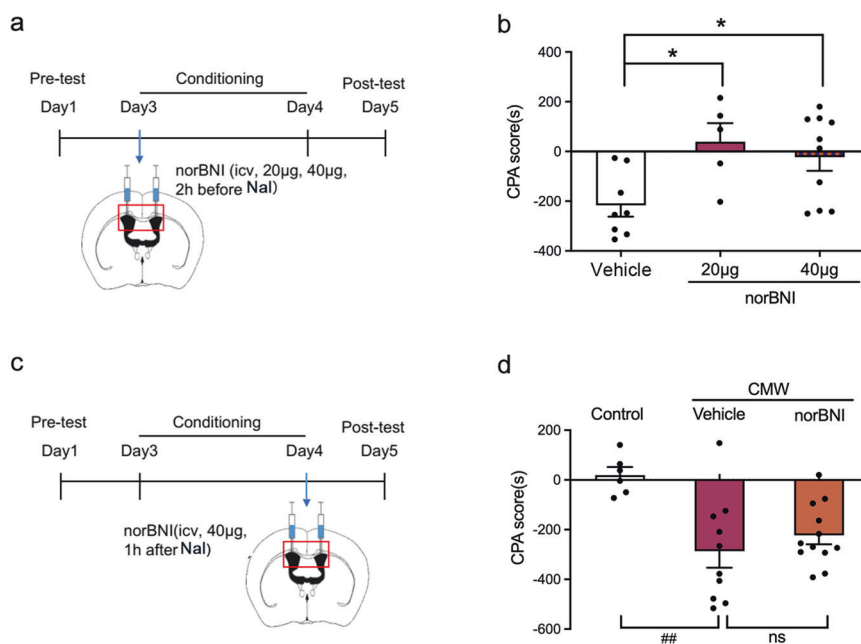 a
Pre-test
Conditioning
Post-test
Day1
Day3
Day4
Day5
norBNI (icv, 20µg, 40µg,
2h before Nal)
b
*
*
CPA score(s)
400
200
0
-200
-400
Vehicle
20µg
40µg
norBNI
c
Pre-test
Conditioning
Post-test
Day1
Day3
Day4
Day5
norBNI(icv, 40µg,
1h after Nal)
d
CMW
Control
Vehicle
norBNI
CPA score(s)
200
0
-200
-400
-600
##
ns